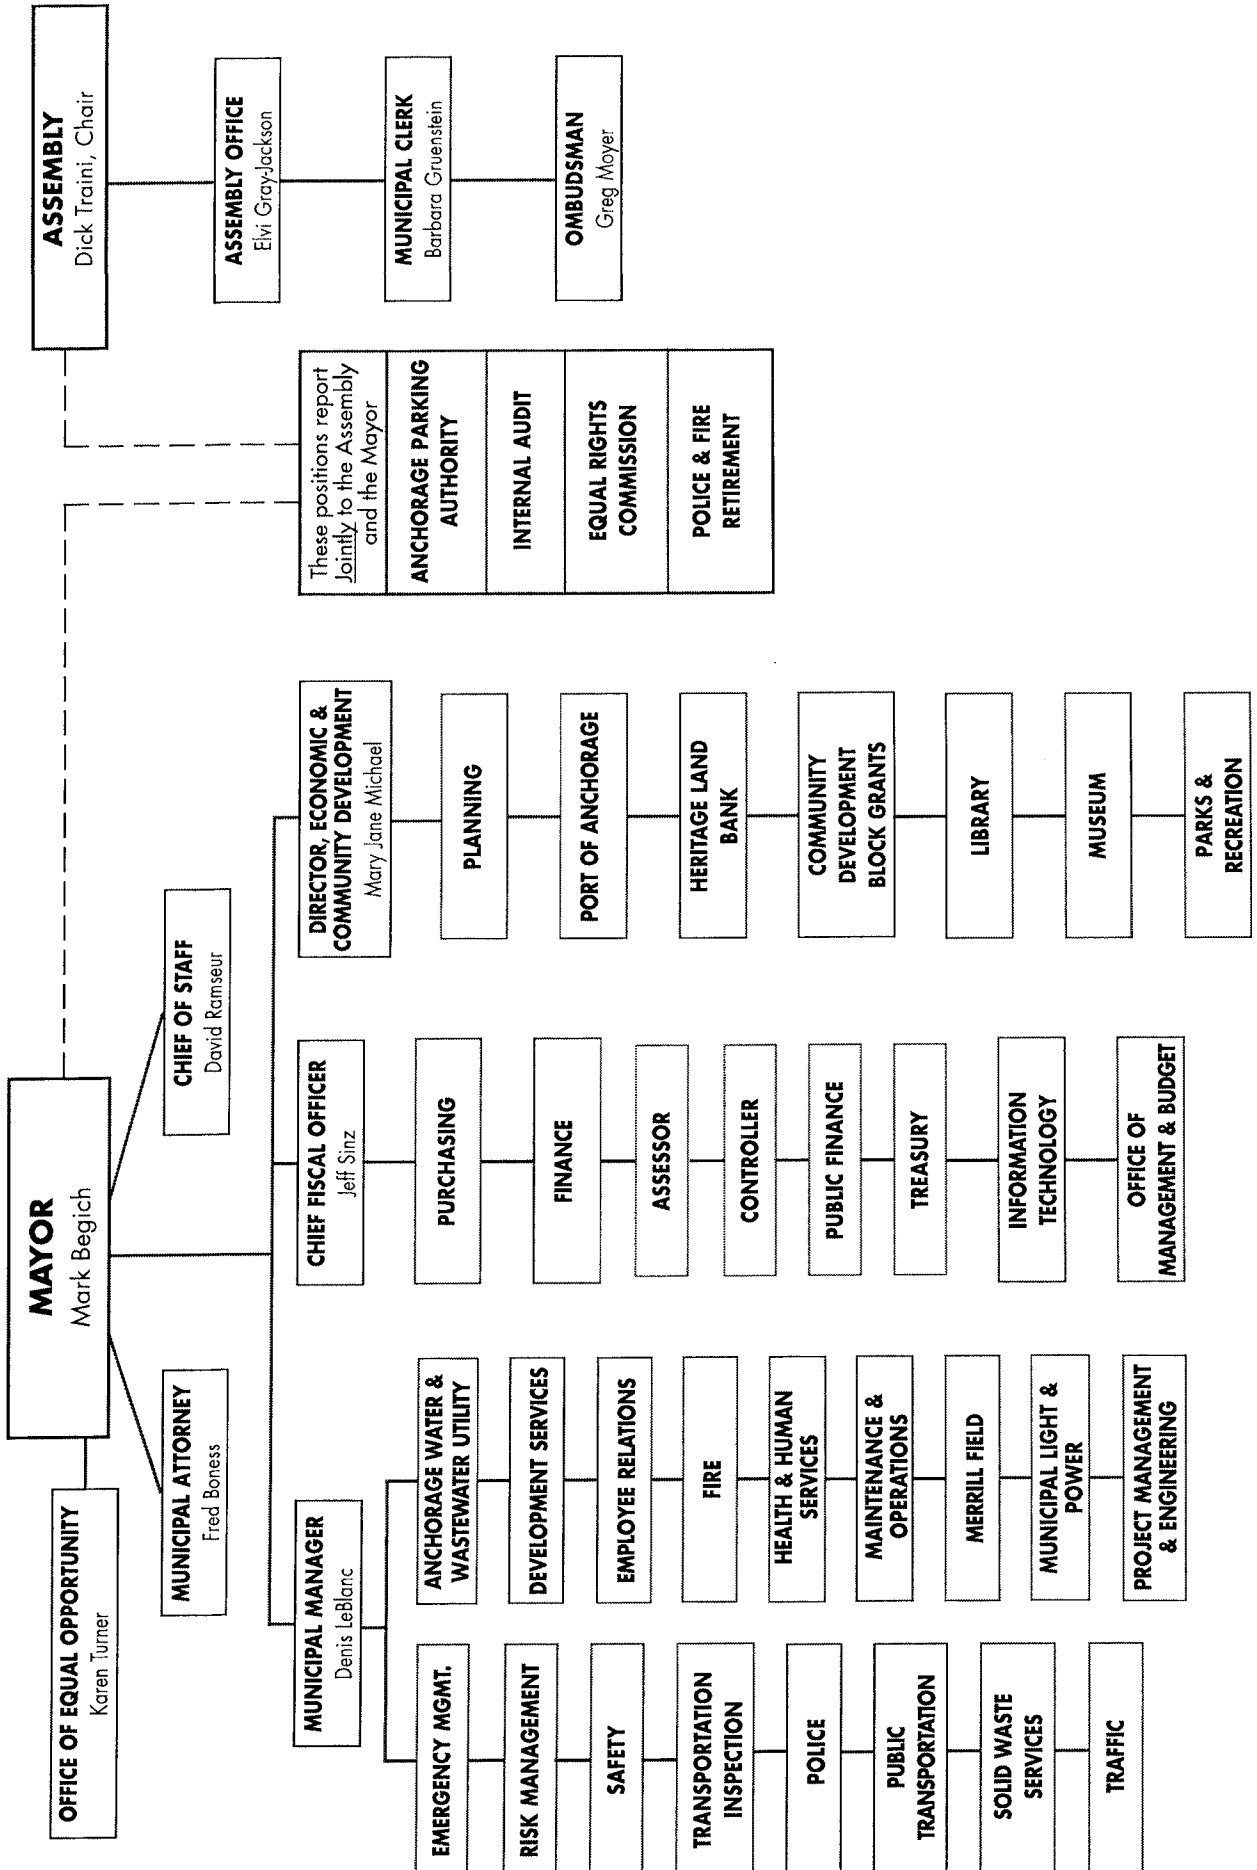 MAYOR
Mark Begich
ASSEMBLY
Dick Traini, Chair
OFFICE OF EQUAL OPPORTUNITY
Karen Turner
MUNICIPAL ATTORNEY
Fred Boness
CHIEF OF STAFF
David Ramseur
ASSEMBLY OFFICE
Elvi Gray-Jackson
MUNICIPAL CLERK
Barbara Gruenstein
OMBUDSMAN
Greg Moyer
MUNICIPAL MANAGER
Denis LeBlanc
EMERGENCY MGMT.
RISK MANAGEMENT
SAFETY
TRANSPORTATION
INSPECTION
POLICE
PUBLIC
TRANSPORTATION
SOLID WASTE
SERVICES
TRAFFIC
ANCHORAGE WATER &
WASTEWATER UTILITY
DEVELOPMENT SERVICES
EMPLOYEE RELATIONS
FIRE
HEALTH & HUMAN
SERVICES
MAINTENANCE &
OPERATIONS
MERRILL FIELD
MUNICIPAL LIGHT &
POWER
PROJECT MANAGEMENT
& ENGINEERING
CHIEF FISCAL OFFICER
Jeff Sinz
PURCHASING
FINANCE
ASSESSOR
CONTROLLER
PUBLIC FINANCE
TREASURY
INFORMATION
TECHNOLOGY
OFFICE OF
MANAGEMENT & BUDGET
DIRECTOR, ECONOMIC &
COMMUNITY DEVELOPMENT
Mary Jane Michael
PLANNING
PORT OF ANCHORAGE
HERITAGE LAND
BANK
COMMUNITY
DEVELOPMENT
BLOCK GRANTS
LIBRARY
MUSEUM
PARKS &
RECREATION
These positions report
Jointly to the Assembly
and the Mayor
ANCHORAGE PARKING
AUTHORITY
INTERNAL AUDIT
EQUAL RIGHTS
COMMISSION
POLICE & FIRE
RETIREMENT